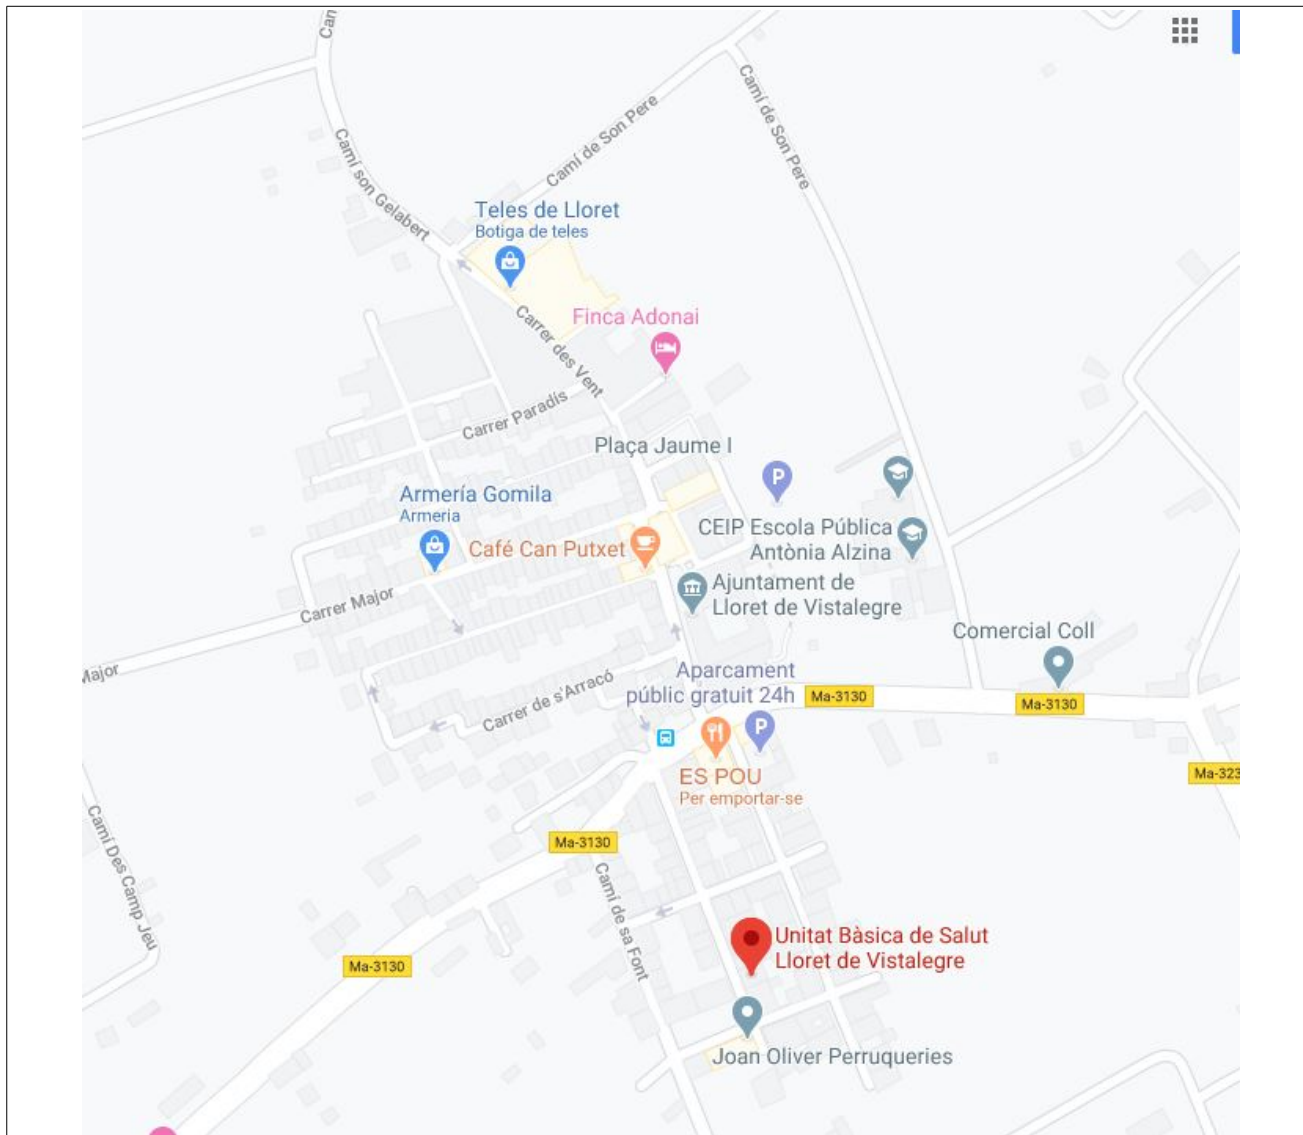 Can
Camí de Son Pere
Camí de Son Pere
Camí son Gelabert
Teles de Lloret
Botiga de teles
Finca Adonai
Carrer des Vent
Carrer Paradís
Plaça Jaume I
P
Armería Gomila
Armeria
CEIP Escola Pública
Antònia Alzina
Café Can Putxet
Ajuntament de
Lloret de Vistalegre
Carrer Major
Comercial Coll
Major
Aparcament
públic gratuit 24h
Carrer de s'Arracó
Ma-3130
Ma-3130
P
ES POU
Per emportar-se
Ma-323
Ma-3130
Camí Des Camp Jeu
Camí de sa Font
Unitat Bàsica de Salut
Lloret de Vistalegre
Ma-3130
Joan Oliver Perruqueries